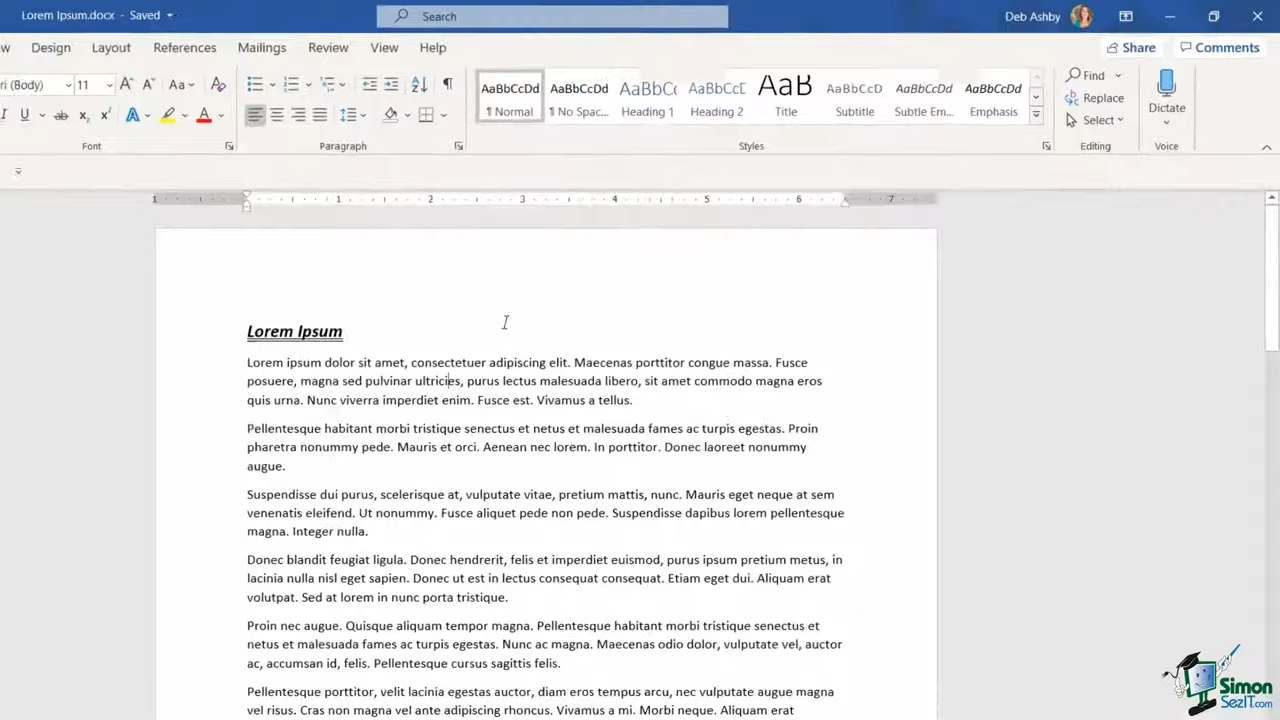 Lorem Ipsum.docx - Saved
Search
Deb Ashby
Design Layout References Mailings Review View Help
Share Comments
(Body) 11 Aa
AaBbCcDd AaBbCcDd AaBbCc AaBbCcD AaB AaBbCcD AaBbCcDd AaBbCcDd
¶ Normal ¶ No Spac... Heading 1 Heading 2 Title Subtitle Subtle Em... Emphasis
Find
Replace
Select
Dictate
Font Paragraph Styles Editing Voice
1 1 2 3 4 5 6 7
Lorem Ipsum
Lorem ipsum dolor sit amet, consectetuer adipiscing elit. Maecenas porttitor congue massa. Fusce
posuere, magna sed pulvinar ultricies, purus lectus malesuada libero, sit amet commodo magna eros
quis urna. Nunc viverra imperdiet enim. Fusce est. Vivamus a tellus.
Pellentesque habitant morbi tristique senectus et netus et malesuada fames ac turpis egestas. Proin
pharetra nonummy pede. Mauris et orci. Aenean nec lorem. In porttitor. Donec laoreet nonummy
augue.
Suspendisse dui purus, scelerisque at, vulputate vitae, pretium mattis, nunc. Mauris eget neque at sem
venenatis eleifend. Ut nonummy. Fusce aliquet pede non pede. Suspendisse dapibus lorem pellentesque
magna. Integer nulla.
Donec blandit feugiat ligula. Donec hendrerit, felis et imperdiet euismod, purus ipsum pretium metus, in
lacinia nulla nisl eget sapien. Donec ut est in lectus consequat consequat. Etiam eget dui. Aliquam erat
volutpat. Sed at lorem in nunc porta tristique.
Proin nec augue. Quisque aliquam tempor magna. Pellentesque habitant morbi tristique senectus et
netus et malesuada fames ac turpis egestas. Nunc ac magna. Maecenas odio dolor, vulputate vel, auctor
ac, accumsan id, felis. Pellentesque cursus sagittis felis.
Pellentesque porttitor, velit lacinia egestas auctor, diam eros tempus arcu, nec vulputate augue magna
vel risus. Cras non magna vel ante adipiscing rhoncus. Vivamus a mi. Morbi neque. Aliquam erat
Simon
SezIT.com